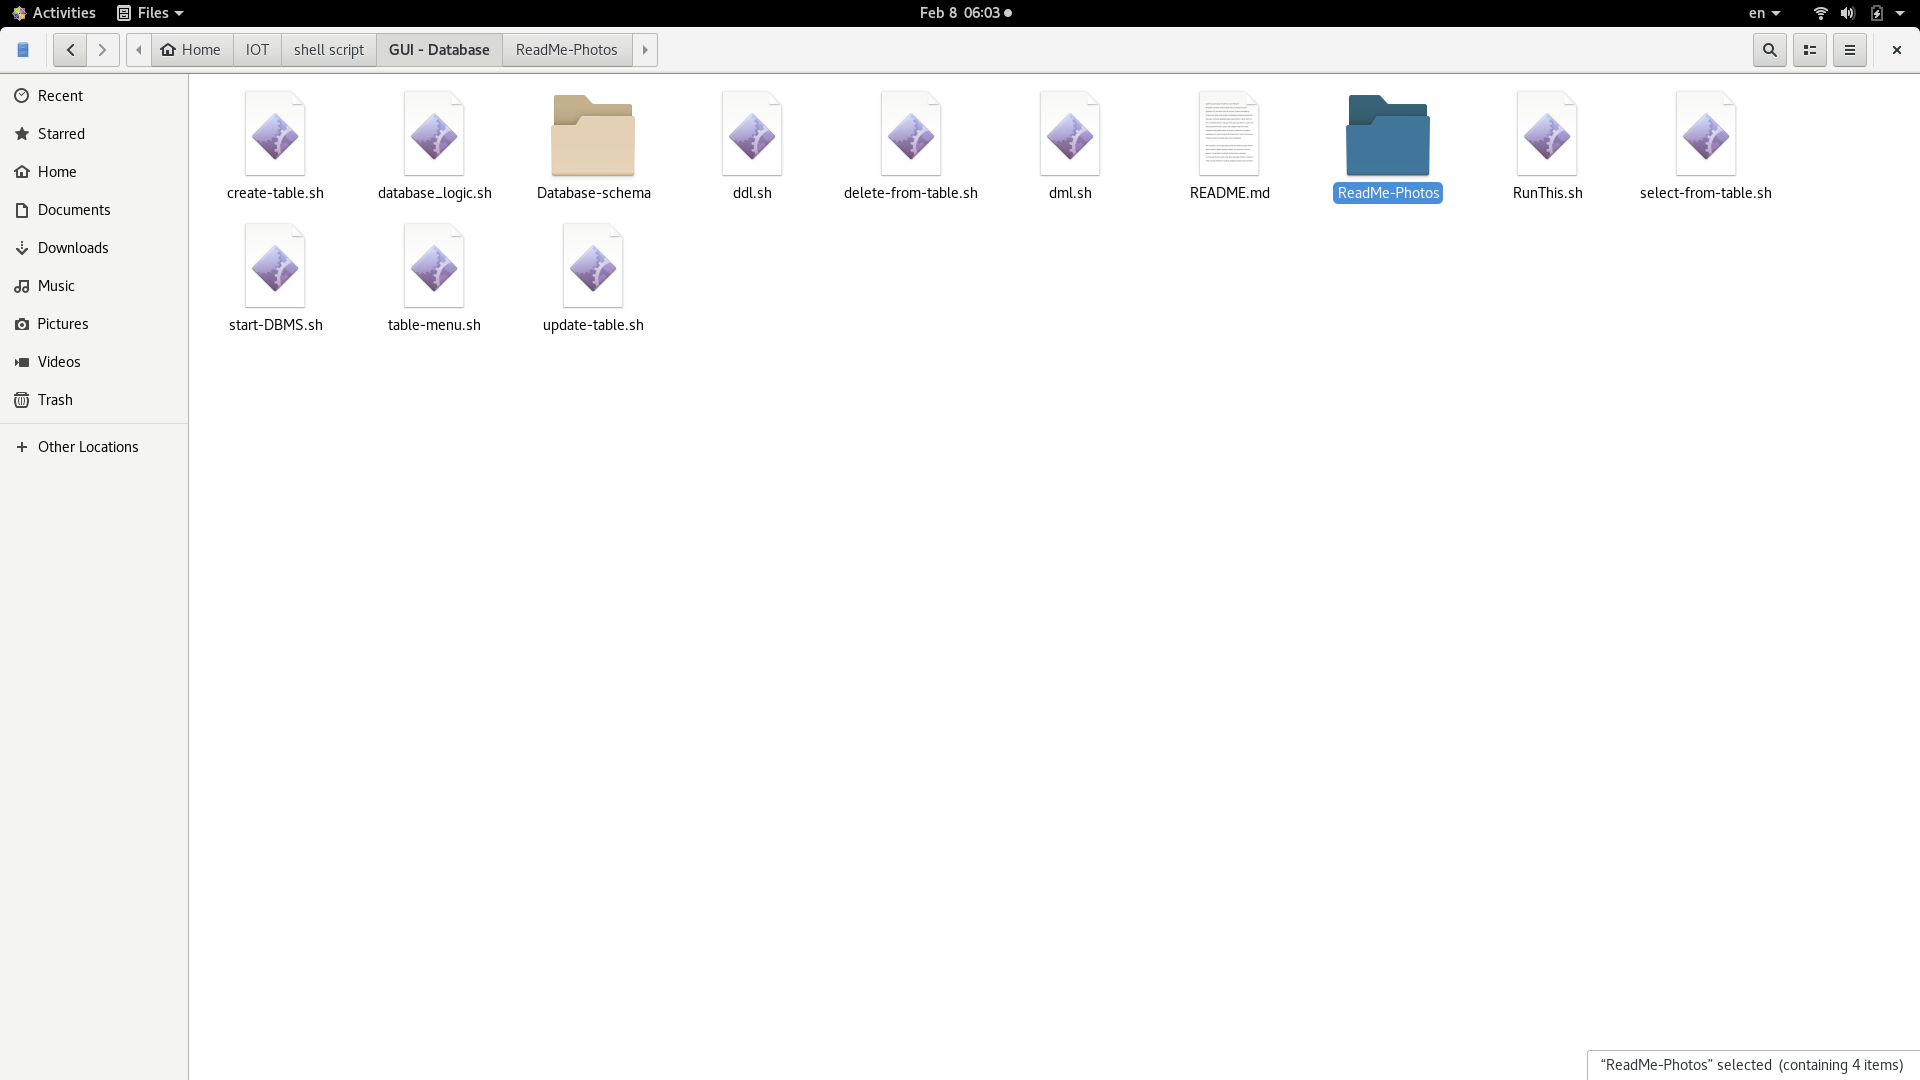 Activities Files Feb 8 06:03 en
Home IOT shell script GUI - Database ReadMe-Photos
Recent
Starred
Home
Documents
Downloads
Music
Pictures
Videos
Trash
Other Locations
create-table.sh database_logic.sh Database-schema ddl.sh delete-from-table.sh dml.sh README.md ReadMe-Photos RunThis.sh select-from-table.sh
start-DBMS.sh table-menu.sh update-table.sh
“ReadMe-Photos” selected (containing 4 items)